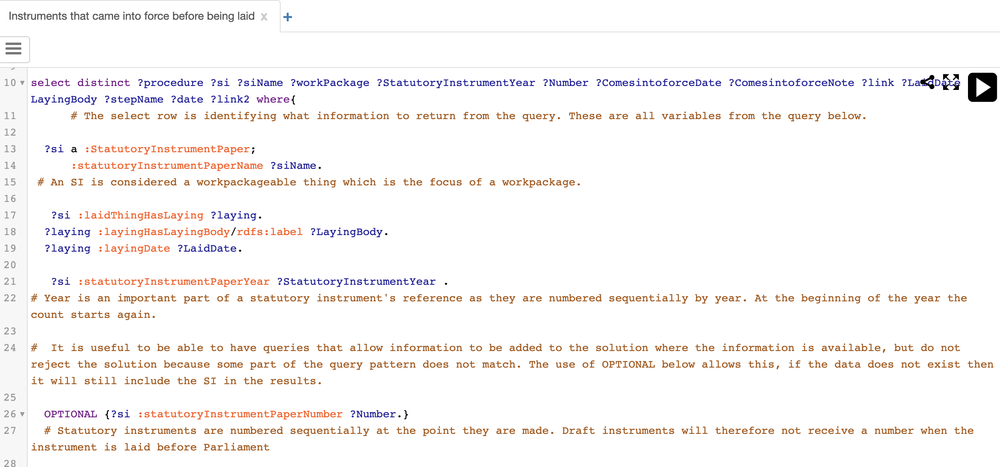 Instruments that came into force before being laid x +
10 select distinct ?procedure ?si ?siName ?workPackage ?StatutoryInstrumentYear ?Number ?ComesintoforceDate ?ComesintoforceNote ?link ?LaidDate
LayingBody ?stepName ?date ?link2 where{
11 # The select row is identifying what information to return from the query. These are all variables from the query below.
12
13 ?si a :StatutoryInstrumentPaper;
14 :statutoryInstrumentPaperName ?siName.
15 # An SI is considered a workpackageable thing which is the focus of a workpackage.
16
17 ?si :laidThingHasLaying ?laying.
18 ?laying :layingHasLayingBody/rdfs:label ?LayingBody.
19 ?laying :layingDate ?LaidDate.
20
21 ?si :statutoryInstrumentPaperYear ?StatutoryInstrumentYear .
22 # Year is an important part of a statutory instrument's reference as they are numbered sequentially by year. At the beginning of the year the
count starts again.
23
24 #  It is useful to be able to have queries that allow information to be added to the solution where the information is available, but do not
reject the solution because some part of the query pattern does not match. The use of OPTIONAL below allows this, if the data does not exist then
it will still include the SI in the results.
25
26 OPTIONAL {?si :statutoryInstrumentPaperNumber ?Number.}
27 # Statutory instruments are numbered sequentially at the point they are made. Draft instruments will therefore not receive a number when the
instrument is laid before Parliament
28